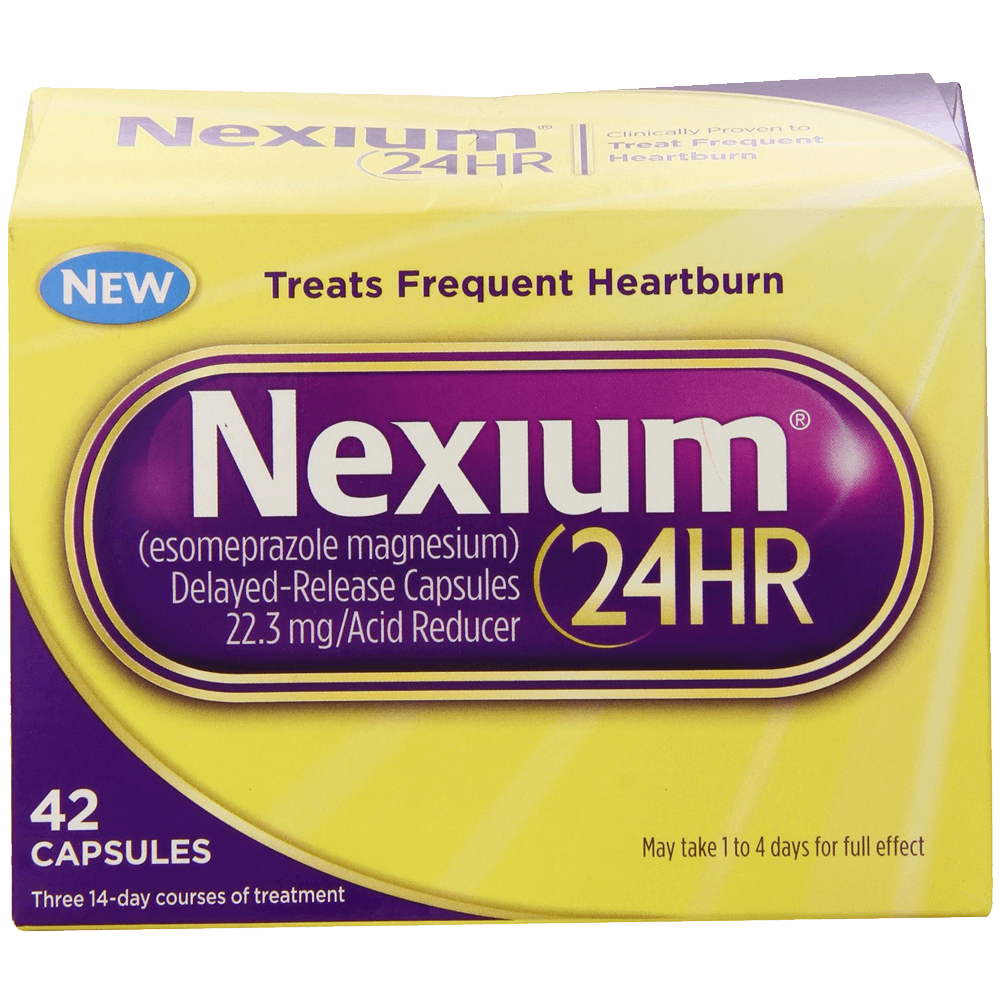 Nexium®
24HR
Clinically Proven to
Treat Frequent
Heartburn
NEW
Treats Frequent Heartburn
Nexium®
(esomeprazole magnesium)
Delayed-Release Capsules
22.3 mg/Acid Reducer
24HR
42
CAPSULES
Three 14-day courses of treatment
May take 1 to 4 days for full effect